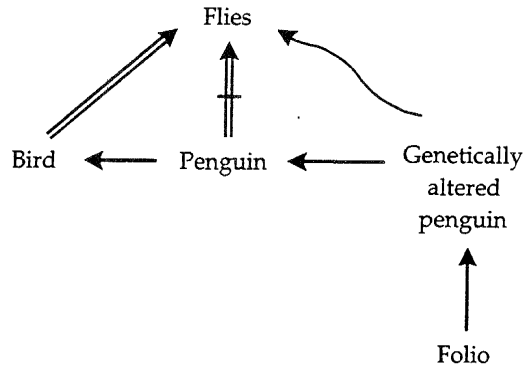 Flies
Bird
Penguin
Genetically
altered
penguin
Folio